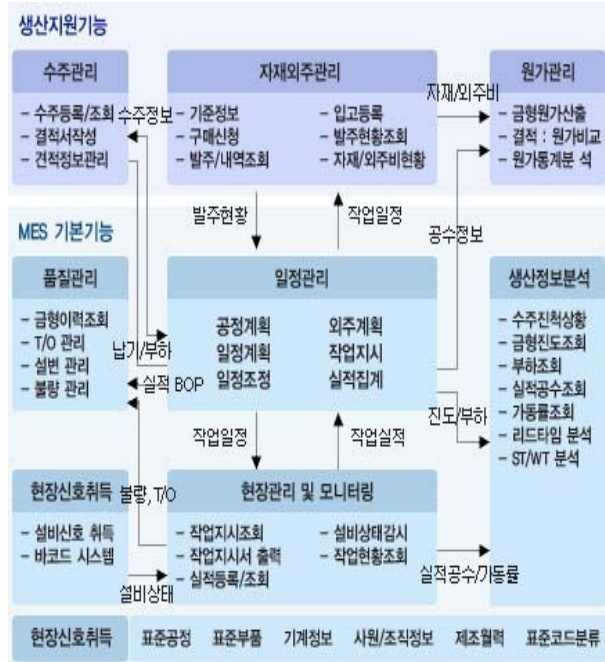 생산지원기능
수주관리
- 수주등록/조회
- 결적서작성
- 견적정보관리
수주정보
자재외주관리
- 기준정보
- 구매신청
- 발주/내역조회
- 입고등록
- 발주현황조회
- 자재/외주비현황
자재/외주비
원가관리
- 금형원가산출
- 결적 : 원가비교
- 원가통계분 석
발주현황
작업일정
공수정보
MES 기본기능
품질관리
- 금형이력조회
- T/O 관리
- 설변 관리
- 불량 관리
납기/부하
실적 BOP
일정관리
공정계획
일정계획
일정조정
외주계획
작업지시
실적집계
생산정보분석
- 수주진척상황
- 금형진도조회
- 부하조회
- 실적공수조회
- 가동률조회
- 리드타임 분석
- ST/WT 분석
진도/부하
작업일정
작업실적
현장신호취득
- 설비신호 취득
- 바코드 시스템
불량,T/O
설비상태
현장관리 및 모니터링
- 작업지시조회
- 작업지시서 출력
- 실적등록/조회
- 설비상태감시
- 작업현황조회
실적공수/가동률
현장신호취득 표준공정 표준부품 기계정보 사원/조직정보 제조월력 표준코드분류